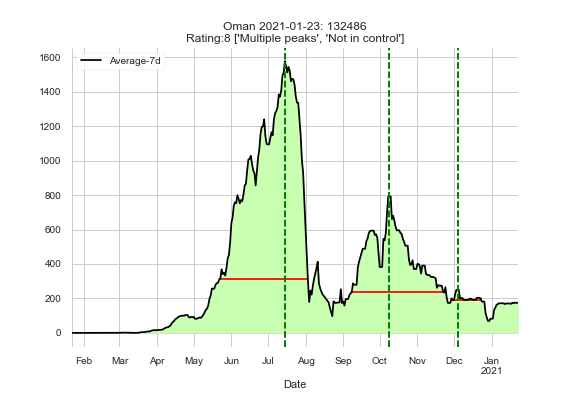 Oman 2021-01-23: 132486
Rating:8 ['Multiple peaks', 'Not in control']
Average-7d
1600
1400
1200
1000
800
600
400
200
0
Feb Mar Apr May Jun Jul Aug Sep Oct Nov Dec Jan
2021
Date